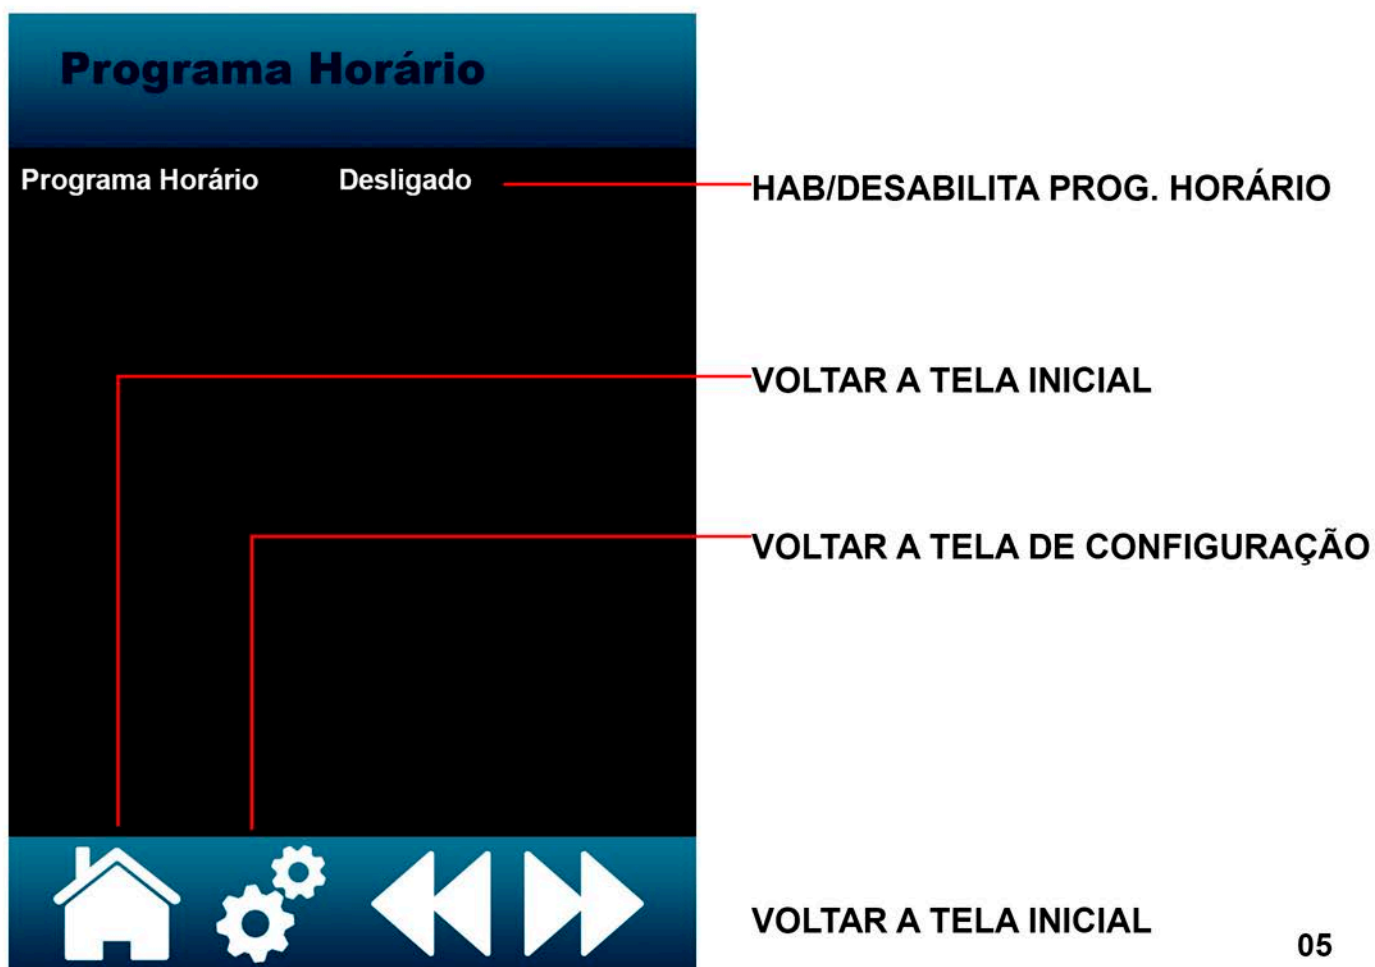 Programa Horário
Programa Horário Desligado
HAB/DESABILITA PROG. HORÁRIO
VOLTAR A TELA INICIAL
VOLTAR A TELA DE CONFIGURAÇÃO
VOLTAR A TELA INICIAL
05